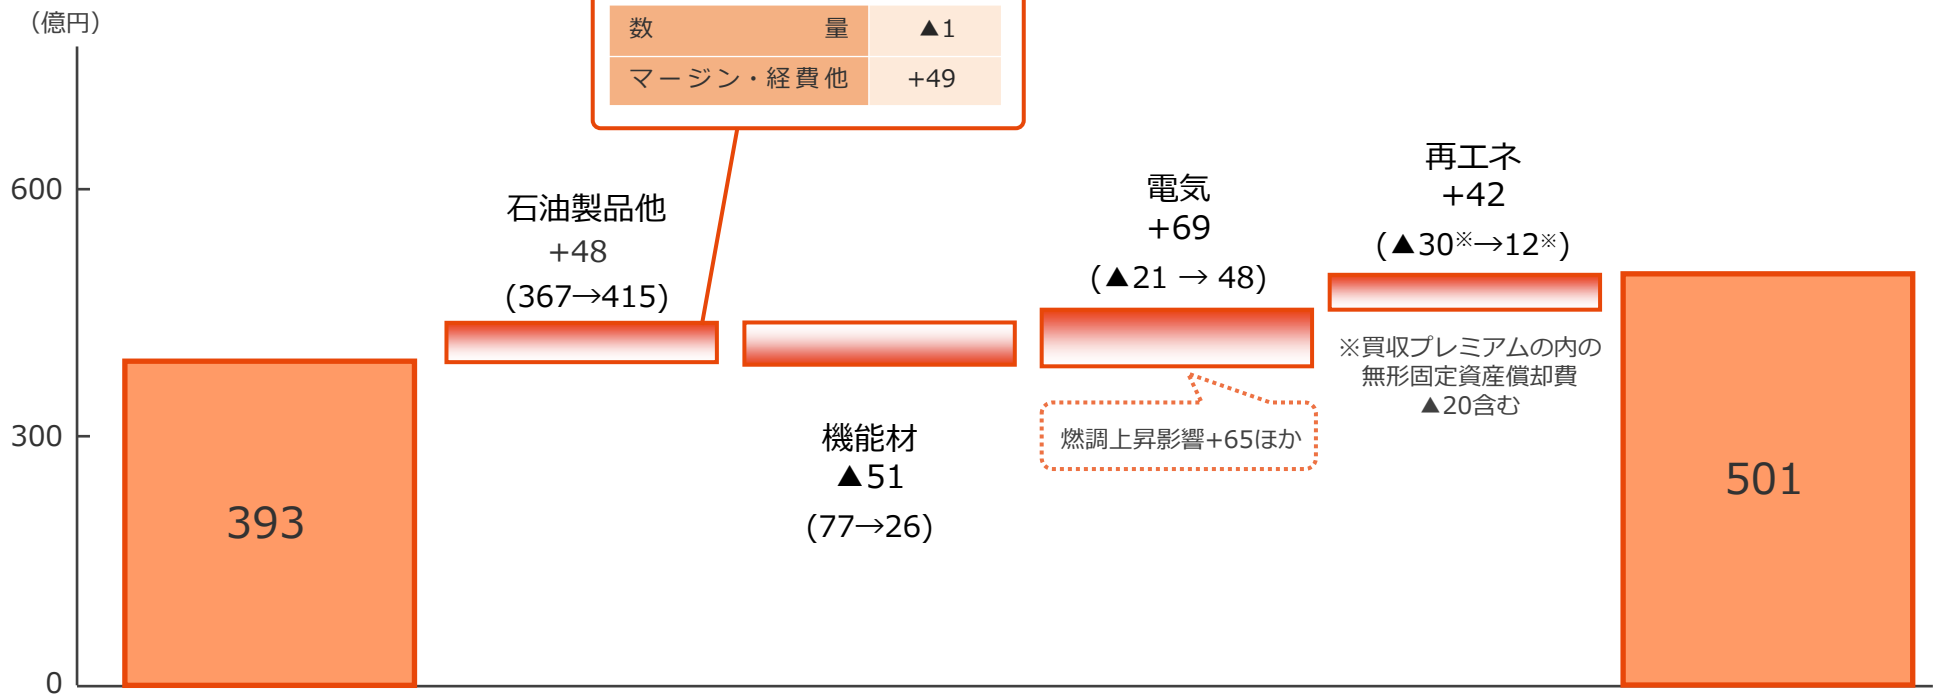 （億円）
数量 ▲1
マージン・経費他 +49
600
300
0
393
石油製品他
+48
(367→415)
機能材
▲51
(77→26)
電気
+69
(▲21 → 48)
燃調上昇影響+65ほか
再エネ
+42
(▲30※→12※)
※買収プレミアムの内の
無形固定資産償却費
▲20含む
501